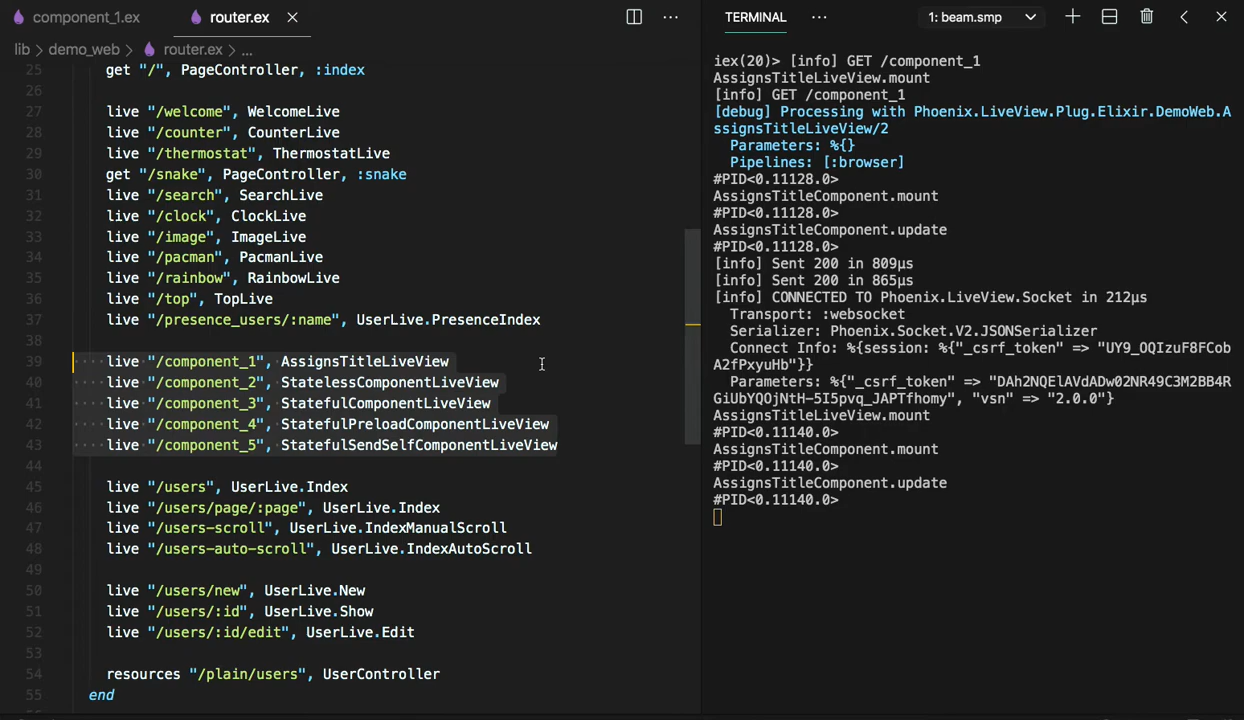 component_1.ex
router.ex
lib > demo_web > router.ex > ...
25 get "/", PageController, :index
26
27 live "/welcome", WelcomeLive
28 live "/counter", CounterLive
29 live "/thermostat", ThermostatLive
30 get "/snake", PageController, :snake
31 live "/search", SearchLive
32 live "/clock", ClockLive
33 live "/image", ImageLive
34 live "/pacman", PacmanLive
35 live "/rainbow", RainbowLive
36 live "/top", TopLive
37 live "/presence_users/:name", UserLive.PresenceIndex
38
39 live "/component_1", AssignsTitleLiveView
40 live "/component_2", StatelessComponentLiveView
41 live "/component_3", StatefulComponentLiveView
42 live "/component_4", StatefulPreloadComponentLiveView
43 live "/component_5", StatefulSendSelfComponentLiveView
44
45 live "/users", UserLive.Index
46 live "/users/page/:page", UserLive.Index
47 live "/users-scroll", UserLive.IndexManualScroll
48 live "/users-auto-scroll", UserLive.IndexAutoScroll
49
50 live "/users/new", UserLive.New
51 live "/users/:id", UserLive.Show
52 live "/users/:id/edit", UserLive.Edit
53
54 resources "/plain/users", UserController
55 end
TERMINAL ... 1: beam.smp
iex(20)> [info] GET /component_1
AssignsTitleLiveView.mount
[info] GET /component_1
[debug] Processing with Phoenix.LiveView.Plug.Elixir.DemoWeb.A
ssignsTitleLiveView/2
Parameters: %{}
Pipelines: [:browser]
#PID<0.11128.0>
AssignsTitleComponent.mount
#PID<0.11128.0>
AssignsTitleComponent.update
#PID<0.11128.0>
[info] Sent 200 in 809µs
[info] Sent 200 in 865µs
[info] CONNECTED TO Phoenix.LiveView.Socket in 212µs
Transport: :websocket
Serializer: Phoenix.Socket.V2.JSONSerializer
Connect Info: %{session: %{"_csrf_token" => "UY9_OQIzuF8FCob
A2fPxyuHb"}}
Parameters: %{"_csrf_token" => "DAh2NQElAVdADw02NR49C3M2BB4R
GiUbYQOjNtH-5I5pvq_JAPTfhomy", "vsn" => "2.0.0"}
AssignsTitleLiveView.mount
#PID<0.11140.0>
AssignsTitleComponent.mount
#PID<0.11140.0>
AssignsTitleComponent.update
#PID<0.11140.0>